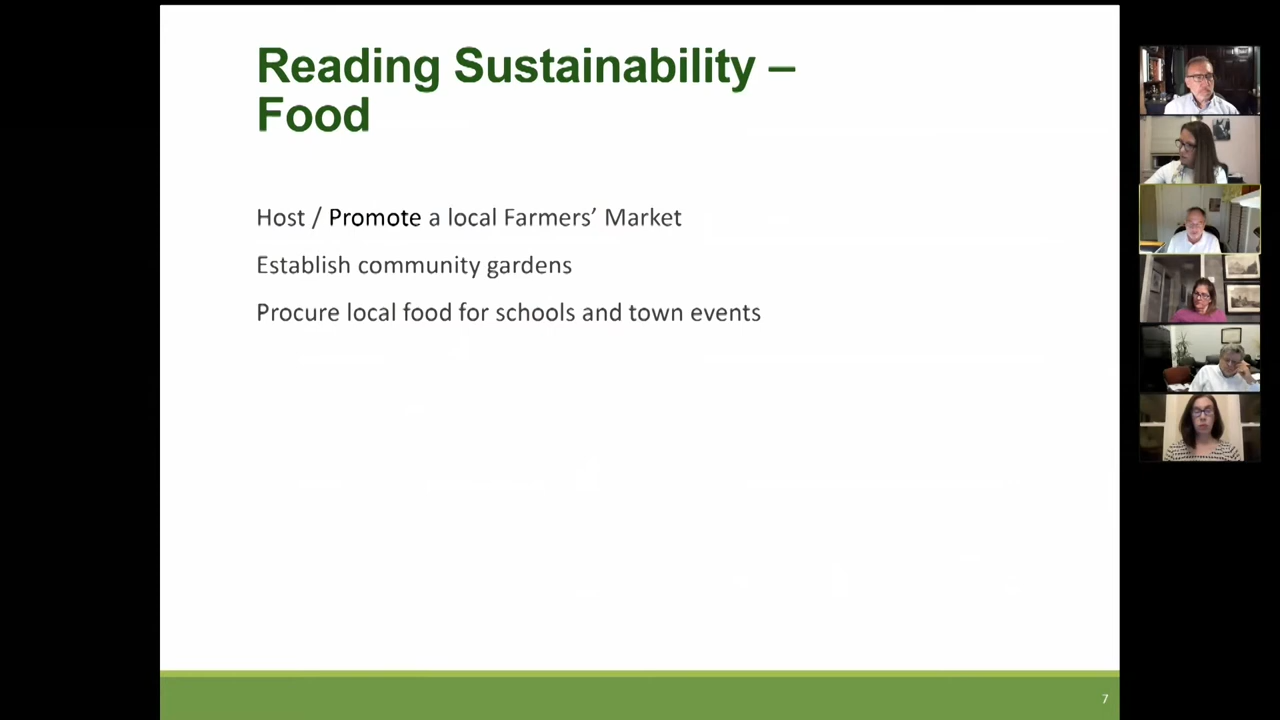 Reading Sustainability –
Food
Host / Promote a local Farmers’ Market
Establish community gardens
Procure local food for schools and town events
7